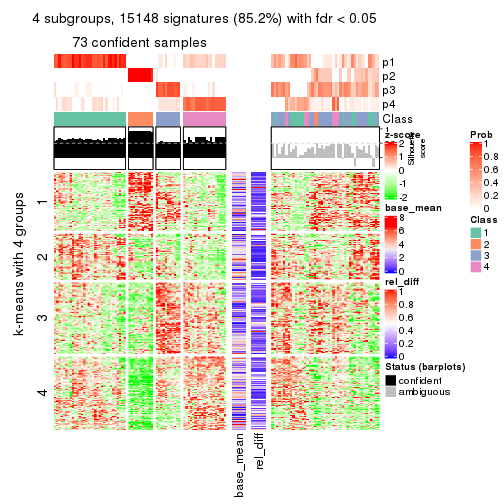 4 subgroups, 15148 signatures (85.2%) with fdr < 0.05
73 confident samples
p1
p2
p3
p4
Class
1
Silhouette
score
z-score
2
1
0
-1
-2
Prob
1
0.8
0.6
0.4
0.2
0
base_mean
8
6
4
2
0
Class
1
2
3
4
rel_diff
1
0.8
0.6
0.4
0.2
0
Status (barplots)
confident
ambiguous
k-means with 4 groups
1
2
3
4
base_mean
rel_diff